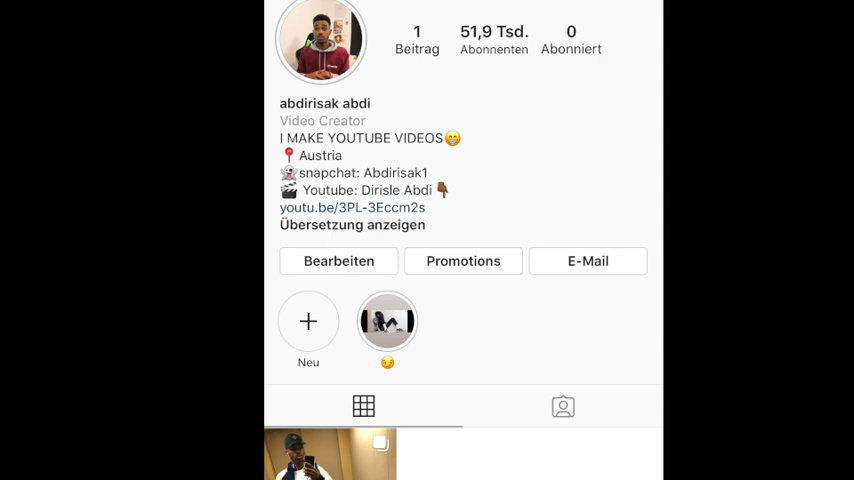 1 51,9 Tsd. 0
Beitrag Abonnenten Abonniert
abdirisak abdi
Video Creator
I MAKE YOUTUBE VIDEOS😁
📍Austria
👻snapchat: Abdirisak1
🎬 Youtube: Dirisle Abdi👇🏾
youtu.be/3PL-3Eccm2s
Übersetzung anzeigen
Bearbeiten Promotions E-Mail
Neu 😏